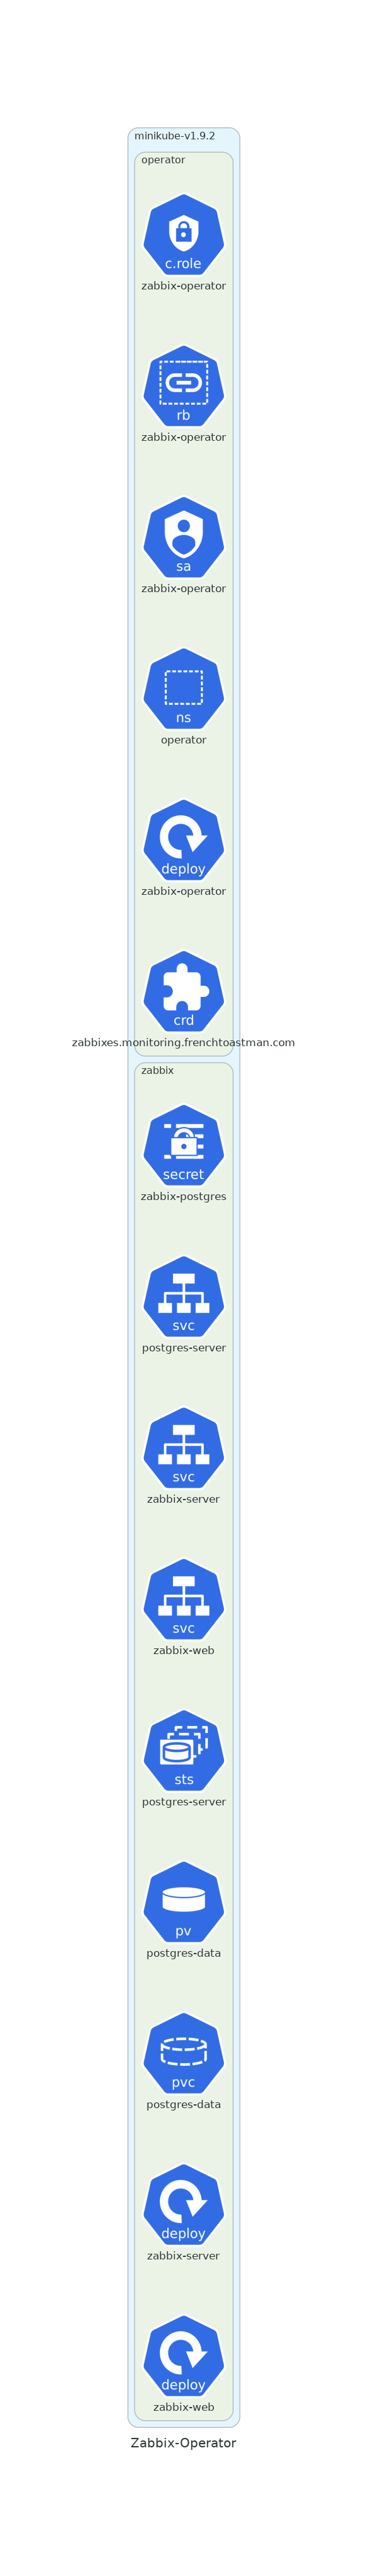 minikube-v1.9.2
operator
c.role
zabbix-operator
rb
zabbix-operator
sa
zabbix-operator
ns
operator
deploy
zabbix-operator
crd
zabbixes.monitoring.frenchtoastman.com
zabbix
secret
zabbix-postgres
svc
postgres-server
svc
zabbix-server
svc
zabbix-web
sts
postgres-server
pv
postgres-data
pvc
postgres-data
deploy
zabbix-server
deploy
zabbix-web
Zabbix-Operator